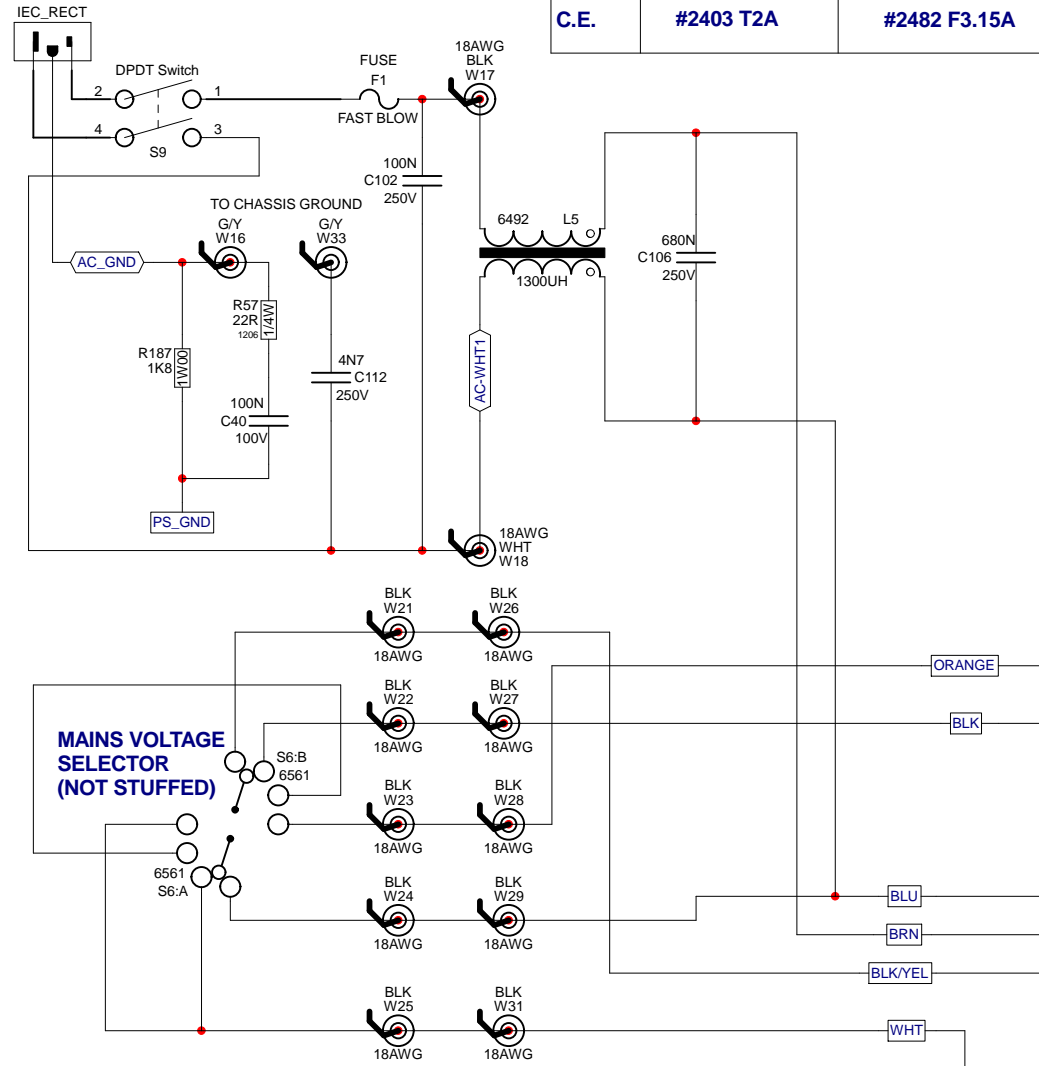 IEC_RECT
C.E.
#2403 T2A
#2482 F3.15A
DPDT Switch
2
1
4
3
S9
FUSE
F1
FAST BLOW
18AWG
BLK
W17
100N
C102
250V
TO CHASSIS GROUND
G/Y
W16
G/Y
W33
AC_GND
6492
L5
1300UH
680N
C106
250V
R57
22R
1206
1/4W
R187
1K8
1W00
4N7
C112
250V
100N
C40
100V
AC-WHT1
PS_GND
18AWG
WHT
W18
BLK
W21
18AWG
BLK
W26
18AWG
ORANGE
BLK
W22
18AWG
BLK
W27
18AWG
BLK
MAINS VOLTAGE
SELECTOR
(NOT STUFFED)
S6:B
6561
BLK
W23
18AWG
BLK
W28
18AWG
6561
S6:A
BLK
W24
18AWG
BLK
W29
18AWG
BLU
BRN
BLK/YEL
BLK
W25
18AWG
BLK
W31
18AWG
WHT